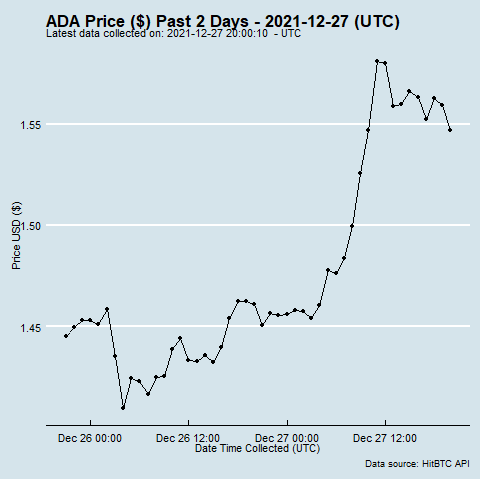 ADA Price ($) Past 2 Days - 2021-12-27 (UTC)
Latest data collected on: 2021-12-27 20:00:10  - UTC
Price USD ($)
1.55
1.50
1.45
Dec 26 00:00
Dec 26 12:00
Dec 27 00:00
Dec 27 12:00
Date Time Collected (UTC)
Data source: HitBTC API